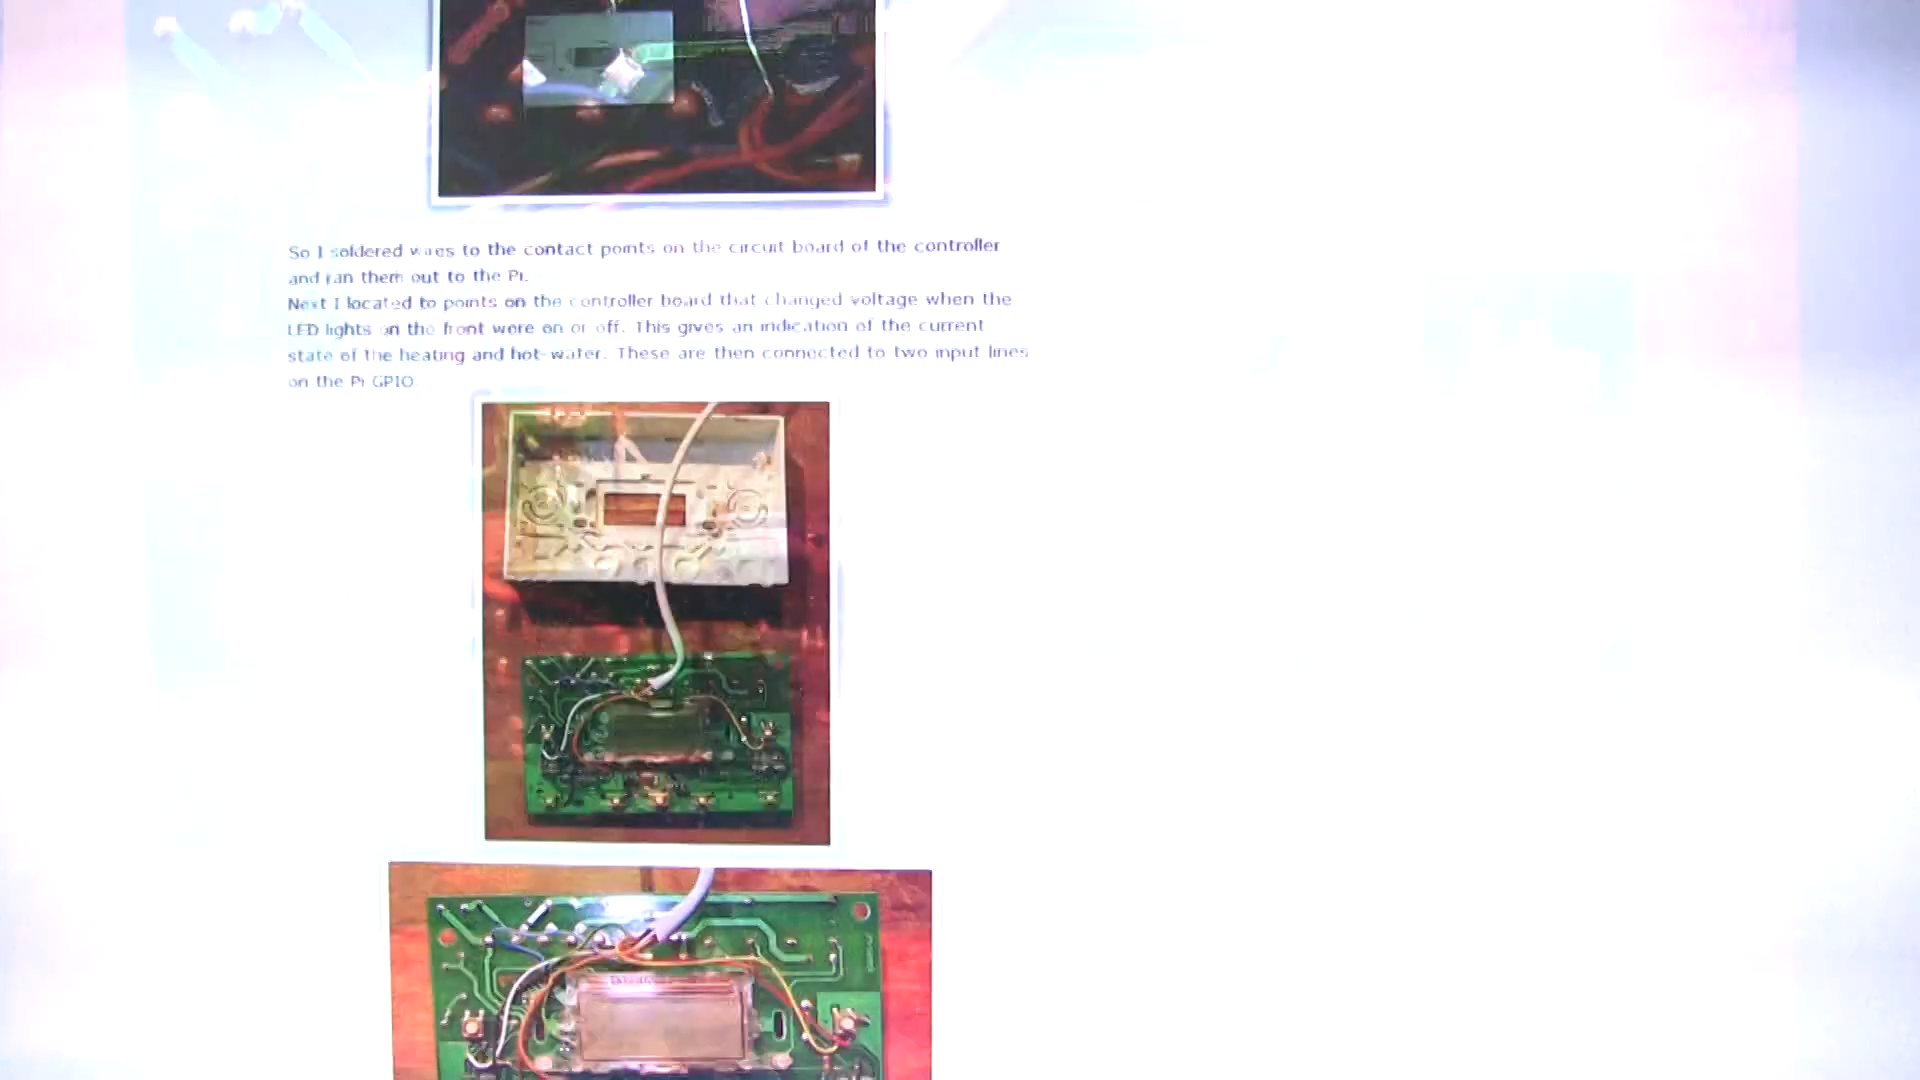 So I soldered wires to the contact points on the circuit board of the controller
and ran them out to the Pi.
Next I located to points on the controller board that changed voltage when the
LED lights on the front were on or off. This gives an indication of the current
state of the heating and hot-water. These are then connected to two input lines
on the Pi GPIO